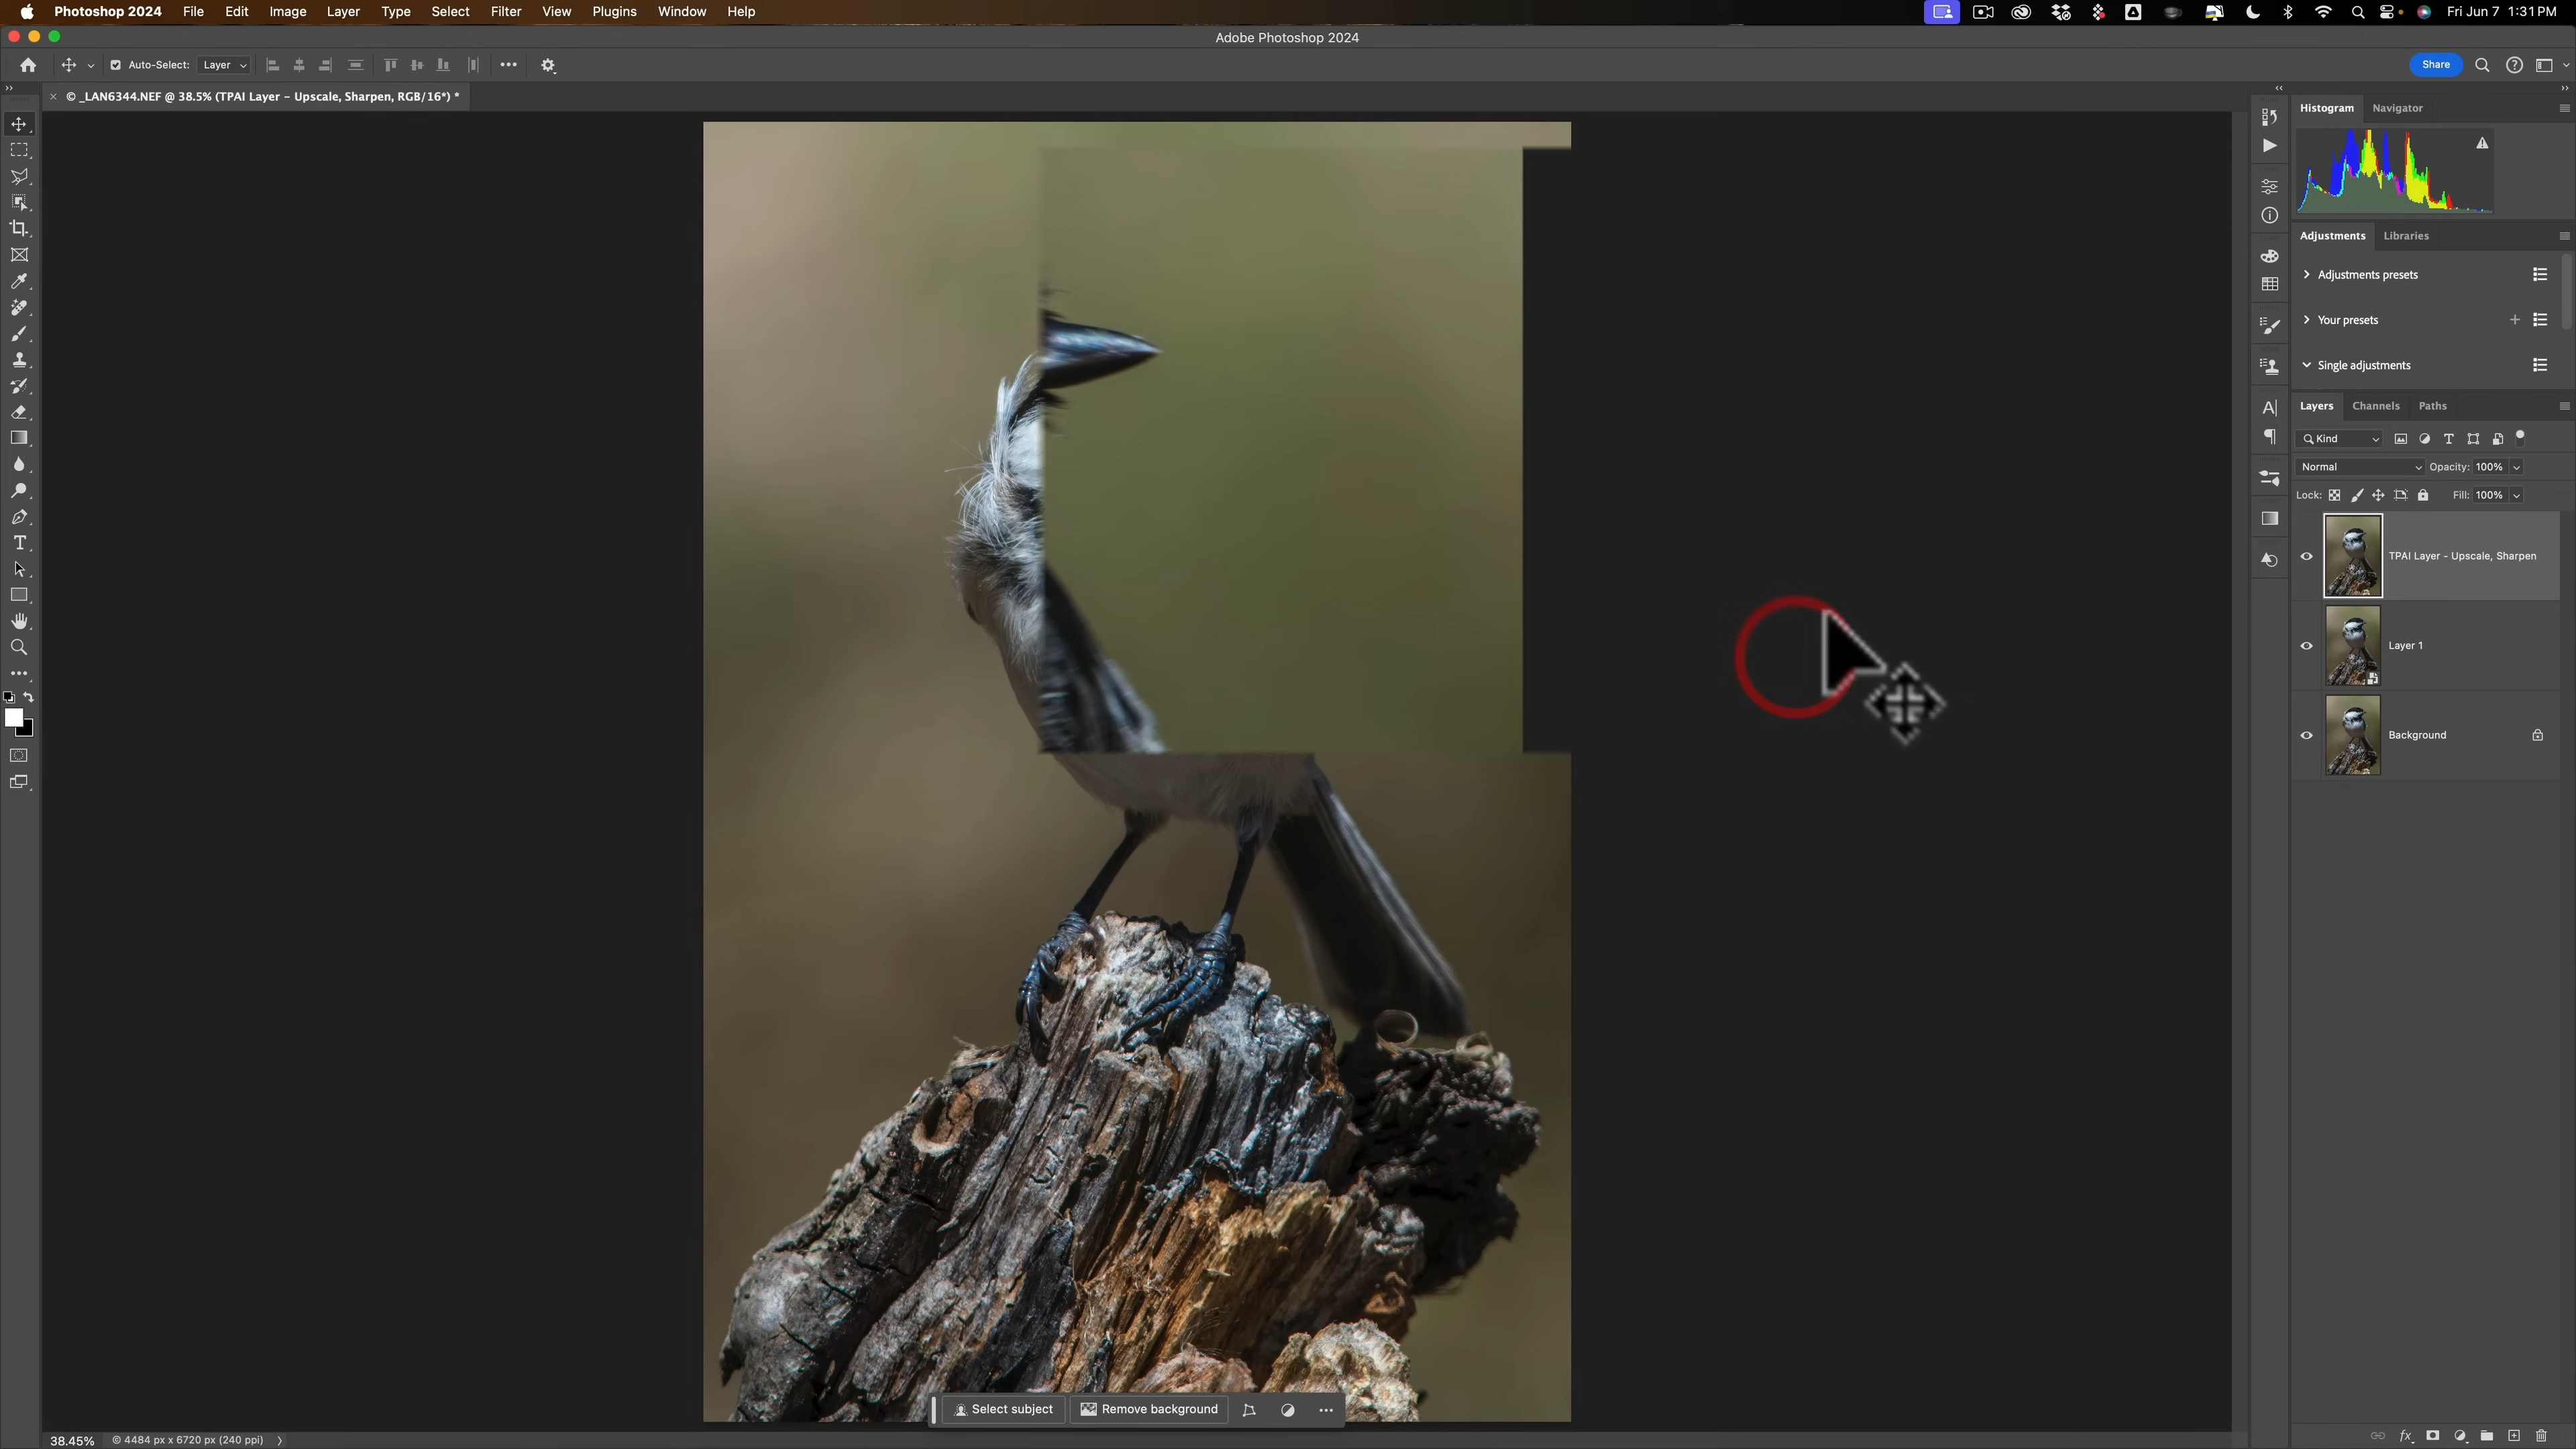 Photoshop 2024 File Edit Image Layer Type Select Filter View Plugins Window Help Fri Jun 7 1:31 PM
Adobe Photoshop 2024
Auto-Select: Layer Share
© _LAN6344.NEF @ 38.5% (TPAI Layer - Upscale, Sharpen, RGB/16*) *
Histogram Navigator
Adjustments Libraries
Adjustments presets
Your presets
Single adjustments
Layers Channels Paths
Kind
Normal Opacity: 100%
Lock: Fill: 100%
TPAI Layer - Upscale, Sharpen
Layer 1
Background
Select subject Remove background
38.45% © 4484 px x 6720 px (240 ppi)